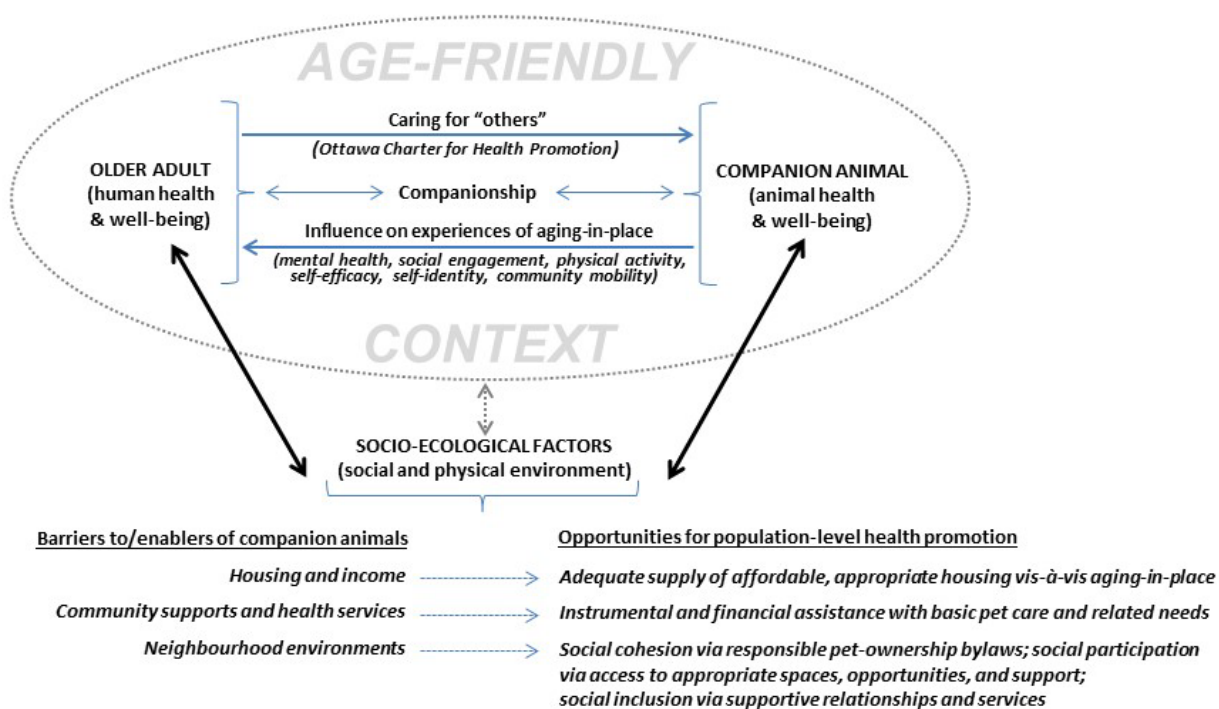 AGE-FRIENDLY
Caring for “others”
(Ottawa Charter for Health Promotion)
OLDER ADULT
(human health
& well-being)
Companionship
COMPANION ANIMAL
(animal health
& well-being)
Influence on experiences of aging-in-place
(mental health, social engagement, physical activity,
self-efficacy, self-identity, community mobility)
CONTEXT
SOCIO-ECOLOGICAL FACTORS
(social and physical environment)
Barriers to/enablers of companion animals
Opportunities for population-level health promotion
Housing and income
Adequate supply of affordable, appropriate housing vis-à-vis aging-in-place
Community supports and health services
Instrumental and financial assistance with basic pet care and related needs
Neighbourhood environments
Social cohesion via responsible pet-ownership bylaws; social participation
via access to appropriate spaces, opportunities, and support;
social inclusion via supportive relationships and services